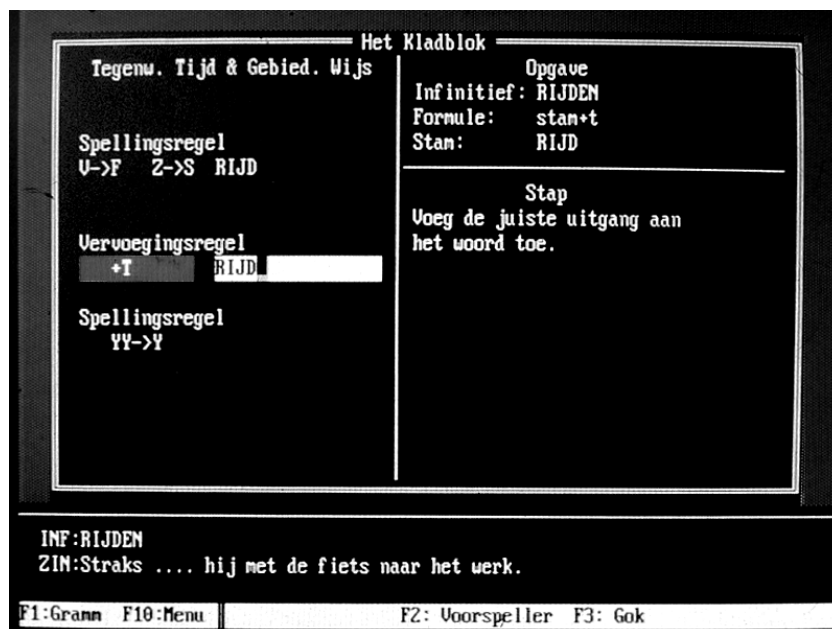 Het Kladblok
Tegenw. Tijd & Gebied. Wijs
Spellingsregel
V->F Z->S RIJD
Vervoegingsregel
+T RIJD
Spellingsregel
YY->Y
Opgave
Infinitief: RIJDEN
Formule: stam+t
Stam: RIJD
Stap
Voeg de juiste uitgang aan
het woord toe.
INF:RIJDEN
ZIN:Straks .... hij met de fiets naar het werk.
F1:Gramm F10:Menu F2: Voorspeller F3: Gok